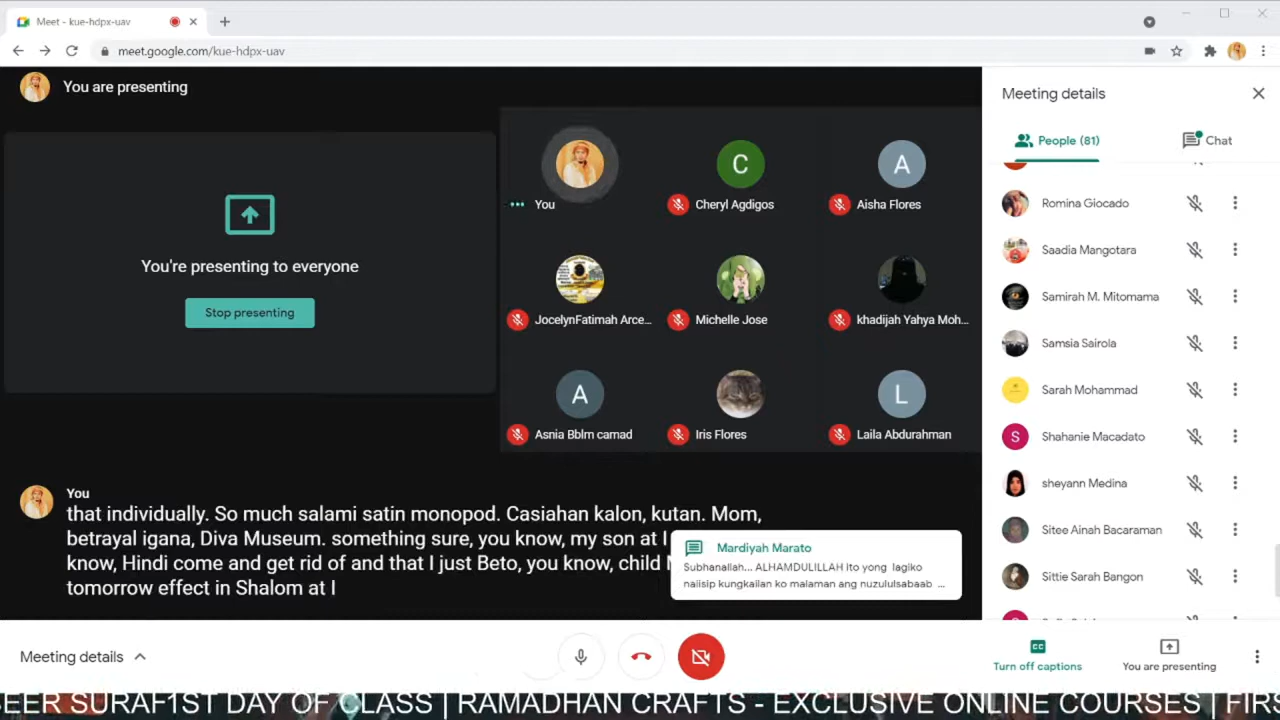 Meet - kue-hdpx-uav
meet.google.com/kue-hdpx-uav
You are presenting
You're presenting to everyone
Stop presenting
You
Cheryl Agdigos
Aisha Flores
JocelynFatimah Arce...
Michelle Jose
khadijah Yahya Moh...
Asnia Bblm camad
Iris Flores
Laila Abdurahman
C
A
A
L
You
that individually. So much salami satin monopod. Casiahan kalon, kutan. Mom,
betrayal igana, Diva Museum. something sure, you know, my son at I
know, Hindi come and get rid of and that I just Beto, you know, child
tomorrow effect in Shalom at I
Mardiyah Marato
Subhanallah... ALHAMDULILLAH ito yong lagiko
naiisip kungkailan ko malaman ang nuzululsabaab ...
Meeting details
People (81)
Chat
Romina Giocado
Saadia Mangotara
Samirah M. Mitomama
Samsia Sairola
Sarah Mohammad
S
Shahanie Macadato
sheyann Medina
Sitee Ainah Bacaraman
Sittie Sarah Bangon
Meeting details
Turn off captions
You are presenting
EER SURAF1ST DAY OF CLASS | RAMADHAN CRAFTS - EXCLUSIVE ONLINE COURSES | FIRS